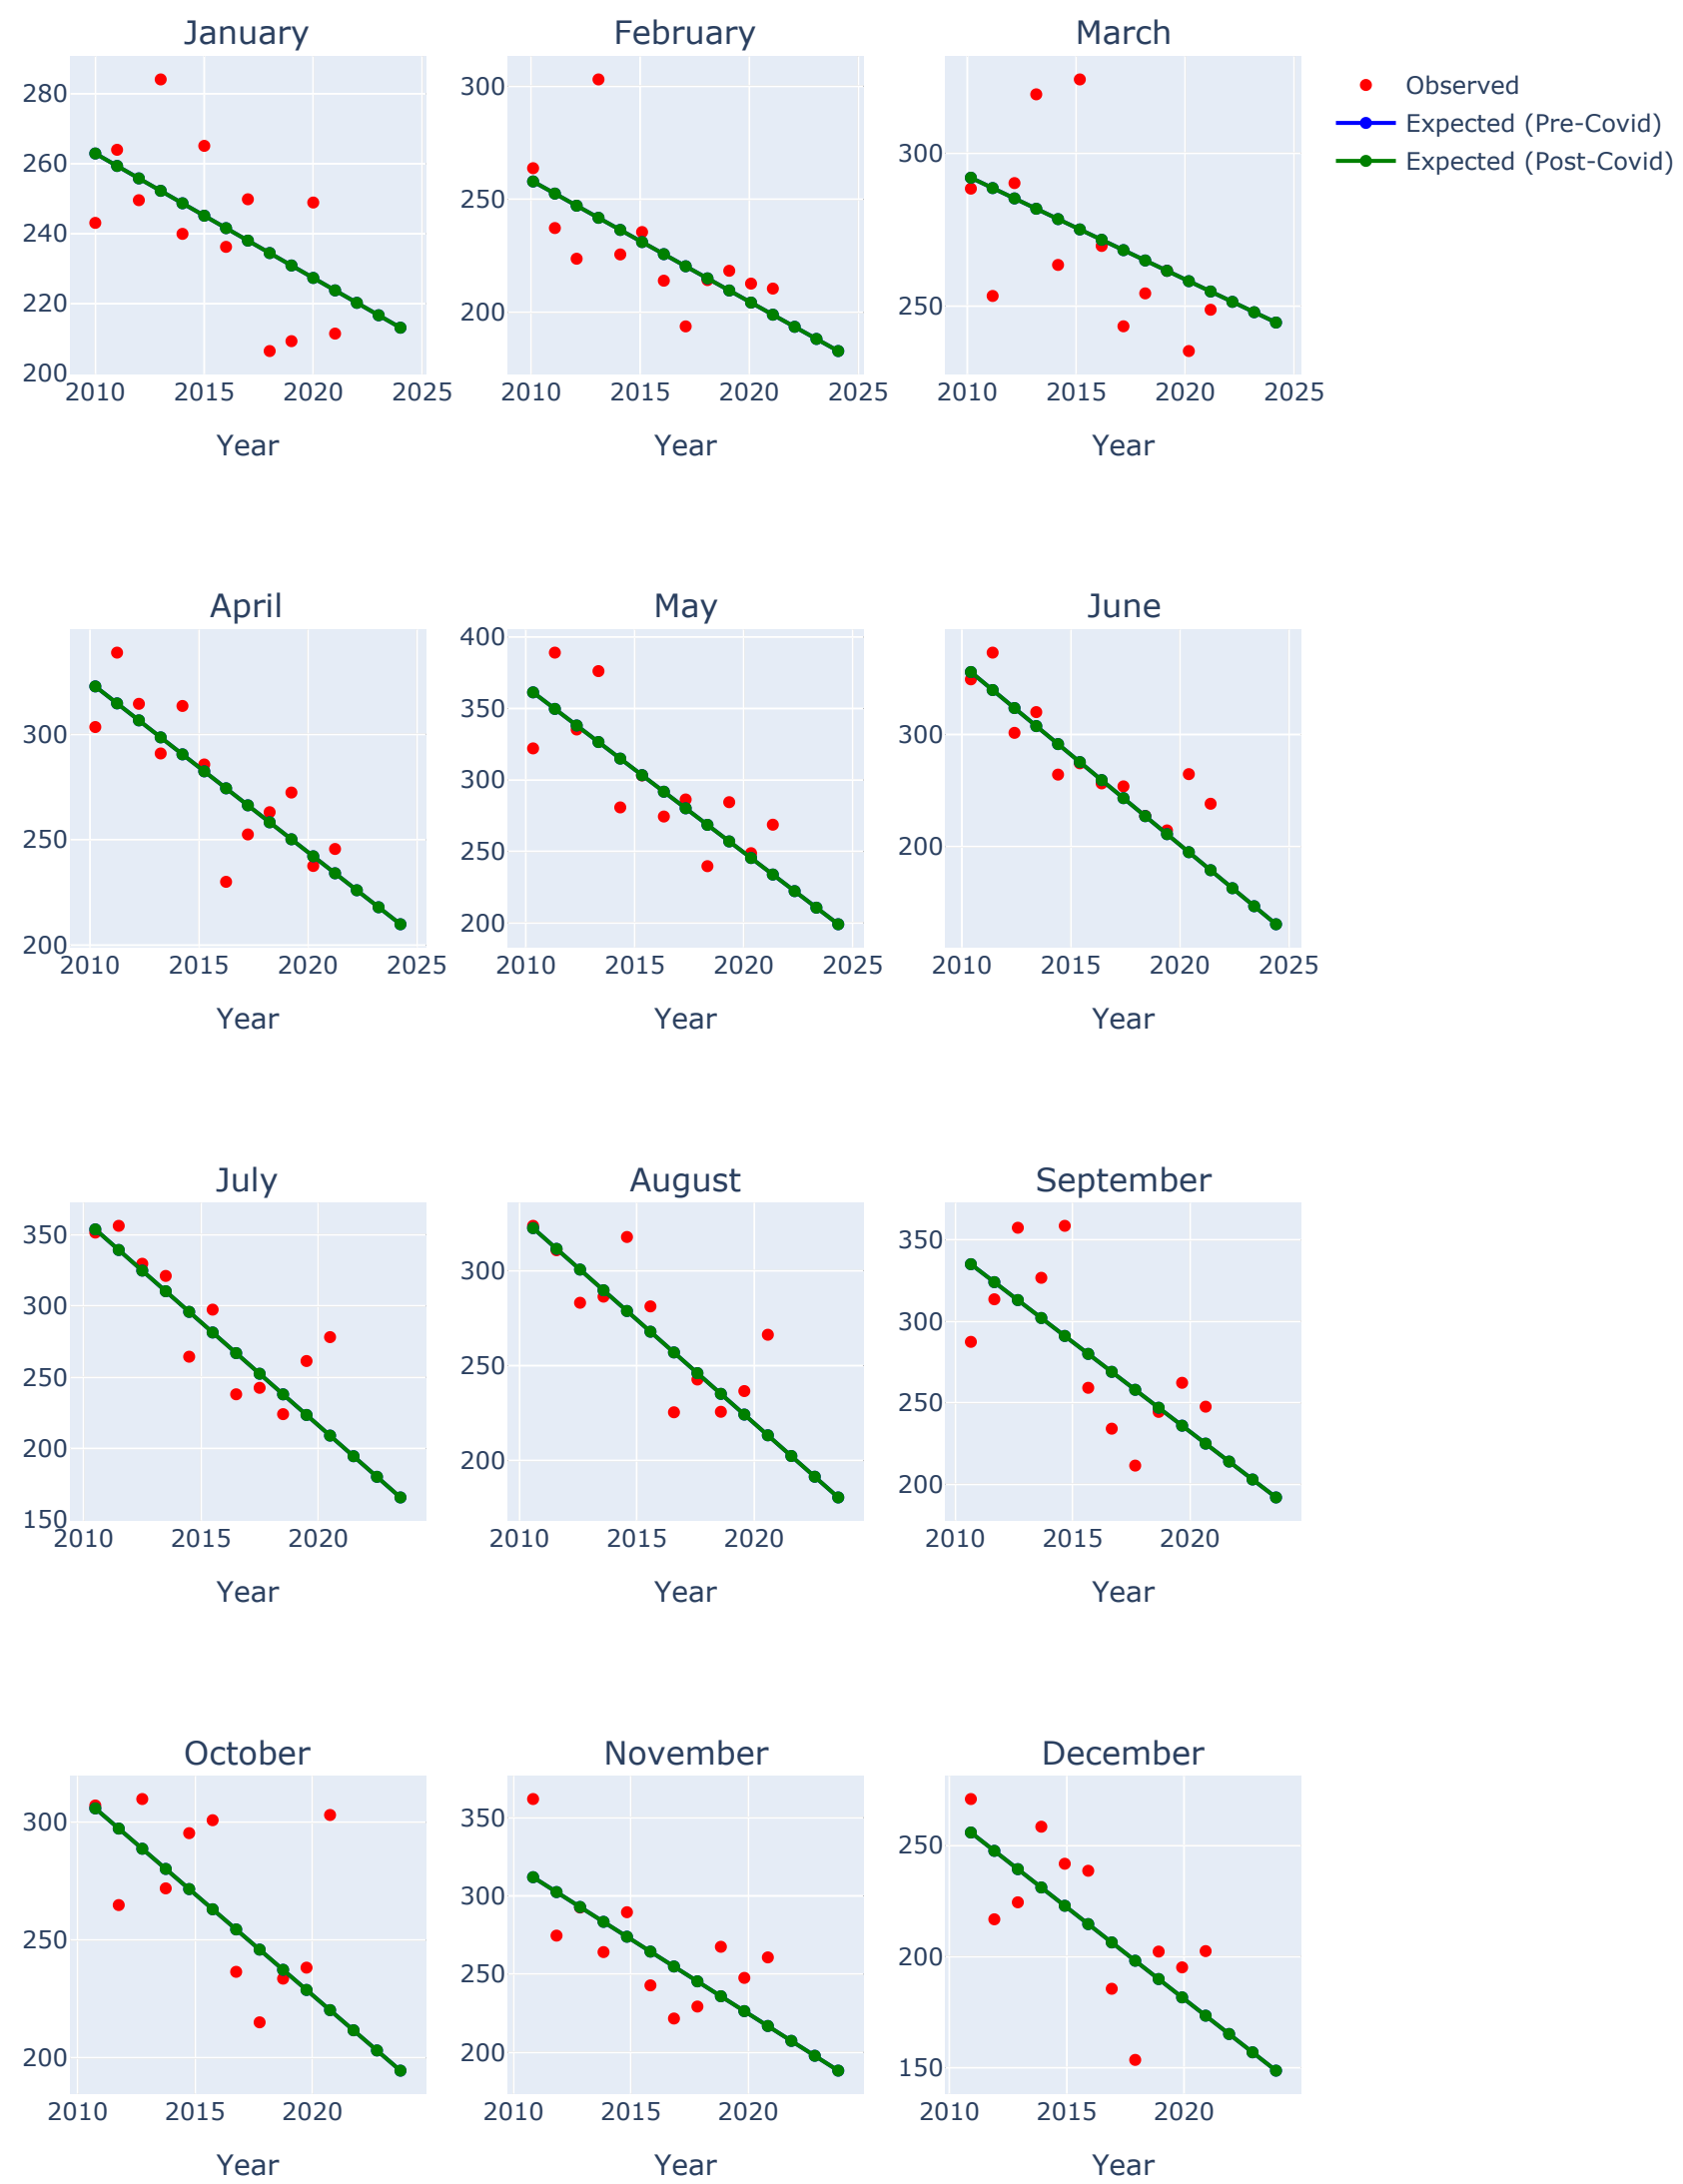 January
February
March
Observed
Expected (Pre-Covid)
Expected (Post-Covid)
280
260
240
220
200
2010 2015 2020 2025
Year
300
250
200
2010 2015 2020 2025
Year
300
250
2010 2015 2020 2025
Year
April
May
June
300
250
200
2010 2015 2020 2025
Year
400
350
300
250
200
2010 2015 2020 2025
Year
300
200
2010 2015 2020 2025
Year
July
August
September
350
300
250
200
150
2010 2015 2020
Year
300
250
200
2010 2015 2020
Year
350
300
250
200
2010 2015 2020
Year
October
November
December
300
250
200
2010 2015 2020
Year
350
300
250
200
2010 2015 2020
Year
250
200
150
2010 2015 2020
Year